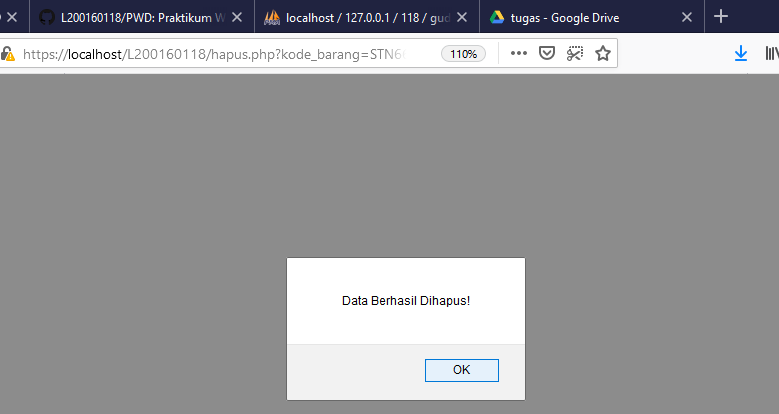 L200160118/PWD: Praktikum W
localhost / 127.0.0.1 / 118 / gud
tugas - Google Drive
https://localhost/L200160118/hapus.php?kode_barang=STN6
110%
Data Berhasil Dihapus!
OK